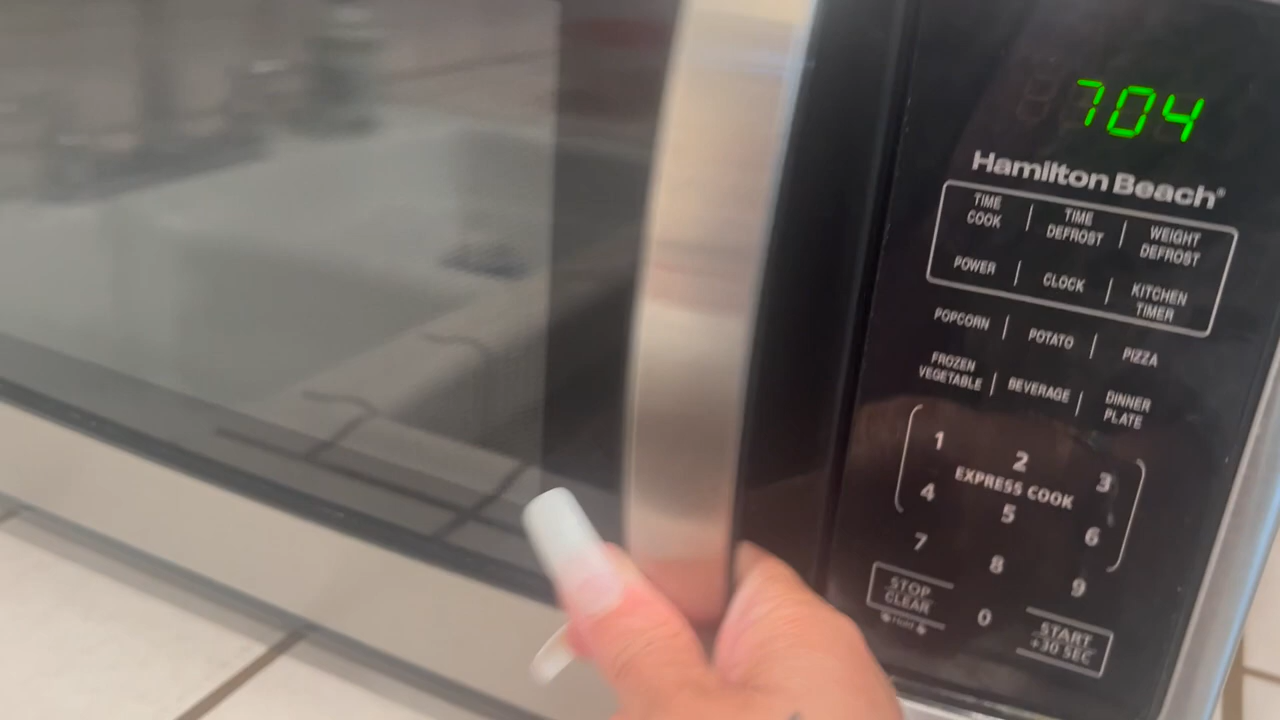 704
Hamilton Beach®
TIME COOK | TIME DEFROST | WEIGHT DEFROST
POWER | CLOCK | KITCHEN TIMER
POPCORN | POTATO | PIZZA
FROZEN VEGETABLE | BEVERAGE | DINNER PLATE
1 2 3
EXPRESS COOK
4 5 6
7 8 9
STOP CLEAR 0 START +30 SEC